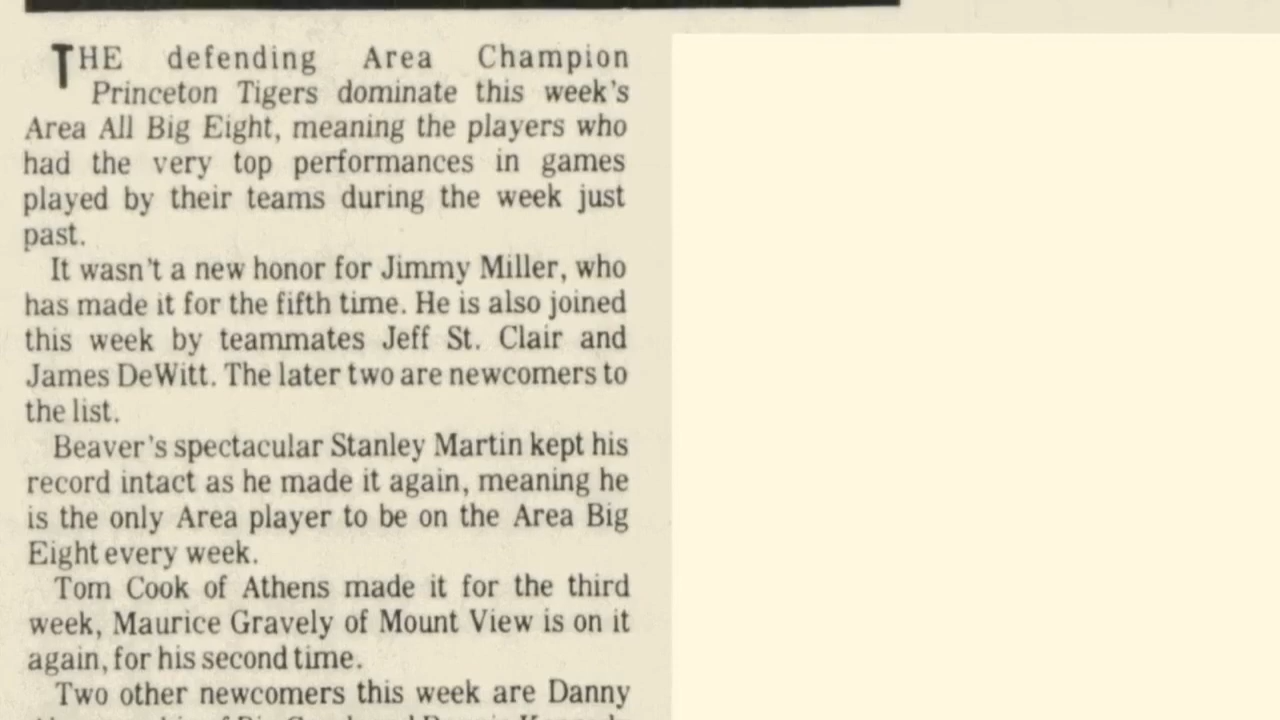 THE defending Area Champion
Princeton Tigers dominate this week's
Area All Big Eight, meaning the players who
had the very top performances in games
played by their teams during the week just
past.
It wasn't a new honor for Jimmy Miller, who
has made it for the fifth time. He is also joined
this week by teammates Jeff St. Clair and
James DeWitt. The later two are newcomers to
the list.
Beaver's spectacular Stanley Martin kept his
record intact as he made it again, meaning he
is the only Area player to be on the Area Big
Eight every week.
Tom Cook of Athens made it for the third
week, Maurice Gravely of Mount View is on it
again, for his second time.
Two other newcomers this week are Danny